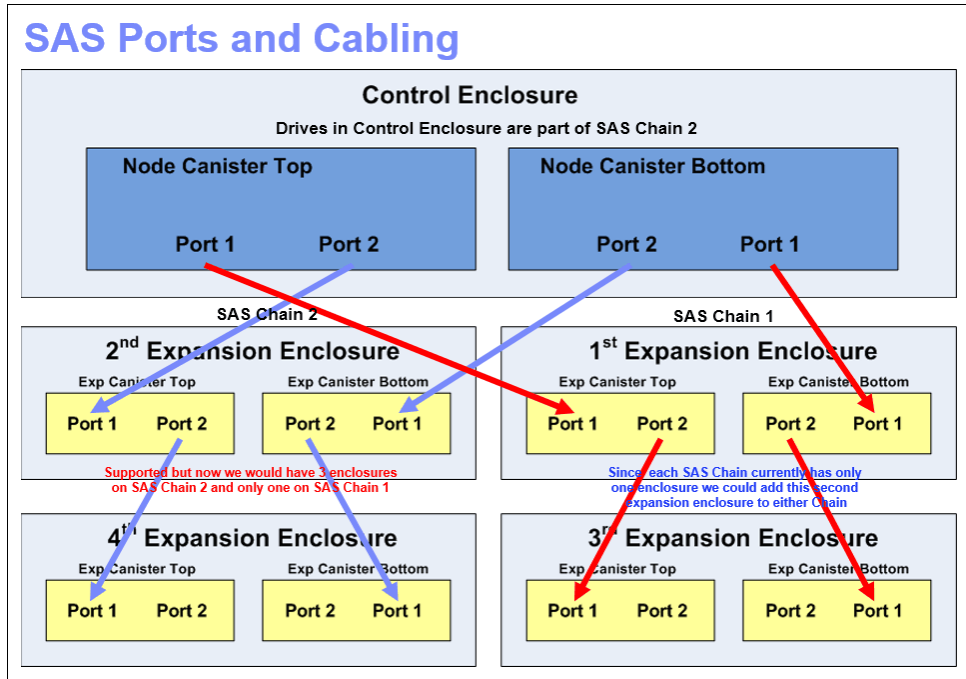 SAS Ports and Cabling
Control Enclosure
Drives in Control Enclosure are part of SAS Chain 2
Node Canister Top
Node Canister Bottom
Port 1 Port 2
Port 2 Port 1
SAS Chain 2
SAS Chain 1
2nd Expansion Enclosure
Exp Canister Top
Exp Canister Bottom
Port 1 Port 2
Port 2 Port 1
Supported but now we would have 3 enclosures
on SAS Chain 2 and only one on SAS Chain 1
1st Expansion Enclosure
Exp Canister Top
Exp Canister Bottom
Port 1 Port 2
Port 2 Port 1
Since, each SAS Chain currently has only
one enclosure we could add this second
expansion enclosure to either Chain
4th Expansion Enclosure
Exp Canister Top
Exp Canister Bottom
Port 1 Port 2
Port 2 Port 1
3rd Expansion Enclosure
Exp Canister Top
Exp Canister Bottom
Port 1 Port 2
Port 2 Port 1